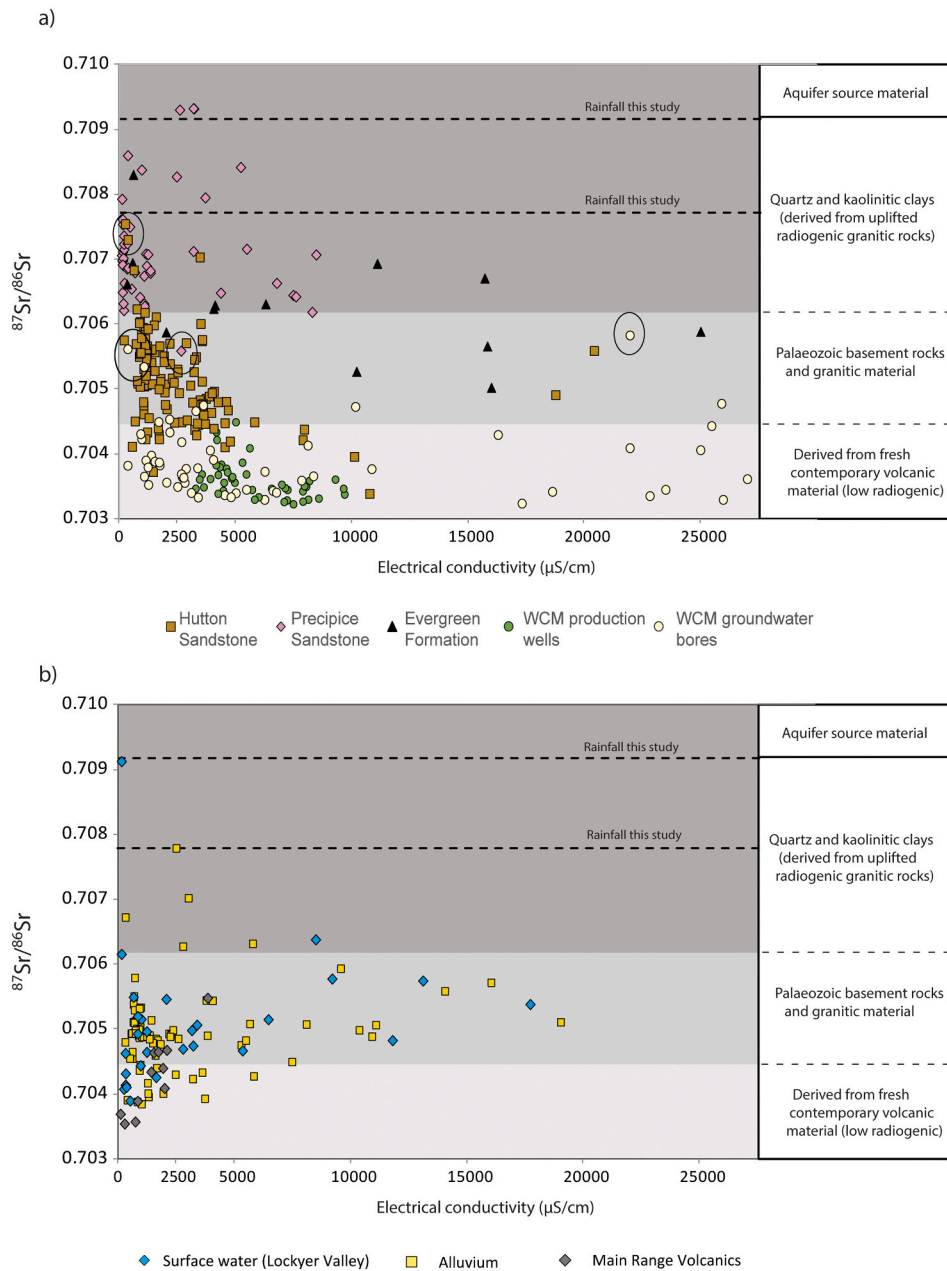 a)
0.710
0.709
0.708
0.707
0.706
0.705
0.704
0.703
87Sr/86Sr
Rainfall this study
Rainfall this study
Aquifer source material
Quartz and kaolinitic clays
(derived from uplifted
radiogenic granitic rocks)
Palaeozoic basement rocks
and granitic material
Derived from fresh
contemporary volcanic
material (low radiogenic)
0 2500 5000 10000 15000 20000 25000
Electrical conductivity (µS/cm)
Hutton
Sandstone
Precipice
Sandstone
Evergreen
Formation
WCM production
wells
WCM groundwater
bores
b)
0.710
0.709
0.708
0.707
0.706
0.705
0.704
0.703
87Sr/86Sr
Rainfall this study
Rainfall this study
Aquifer source material
Quartz and kaolinitic clays
(derived from uplifted
radiogenic granitic rocks)
Palaeozoic basement rocks
and granitic material
Derived from fresh
contemporary volcanic
material (low radiogenic)
0 2500 5000 10000 15000 20000 25000
Electrical conductivity (µS/cm)
Surface water (Lockyer Valley)
Alluvium
Main Range Volcanics